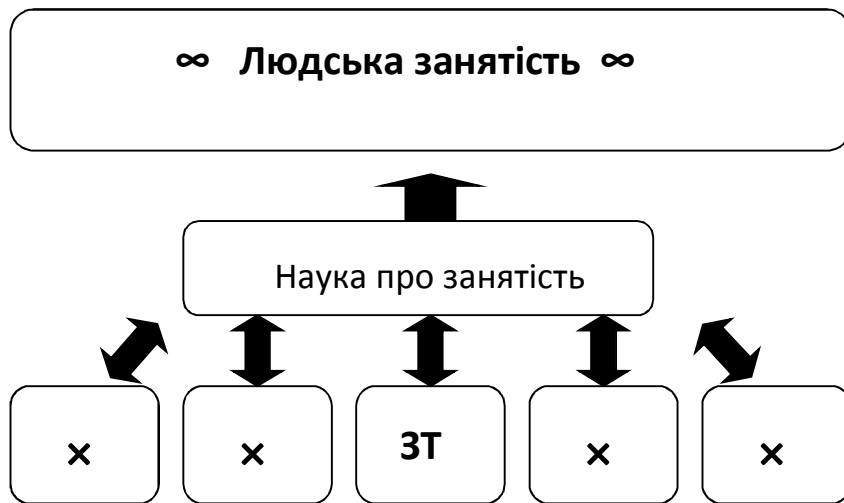 ∞ Людська занятість ∞
Наука про занятість
× × ЗТ × ×